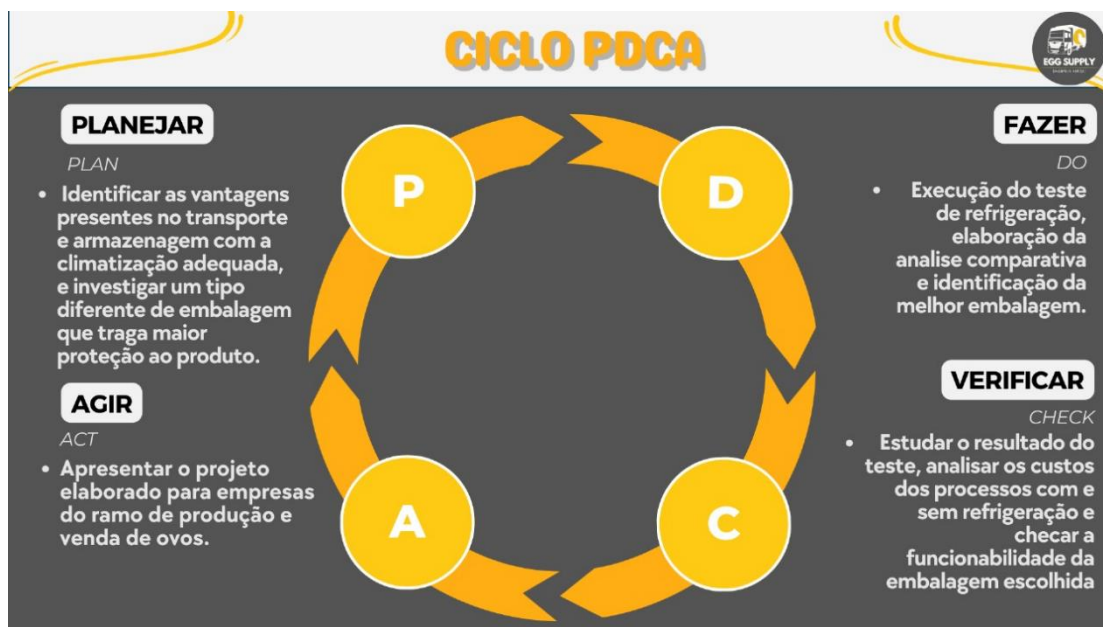 CICLO PDCA
EGG SUPPLY
PLANEJAR
PLAN
• Identificar as vantagens
presentes no transporte
e armazenagem com a
climatização adequada,
e investigar um tipo
diferente de embalagem
que traga maior
proteção ao produto.
P
D
FAZER
DO
• Execução do teste
de refrigeração,
elaboração da
analise comparativa
e identificação da
melhor embalagem.
AGIR
ACT
• Apresentar o projeto
elaborado para empresas
do ramo de produção e
venda de ovos.
A
C
VERIFICAR
CHECK
• Estudar o resultado do
teste, analisar os custos
dos processos com e
sem refrigeração e
checar a
funcionabilidade da
embalagem escolhida